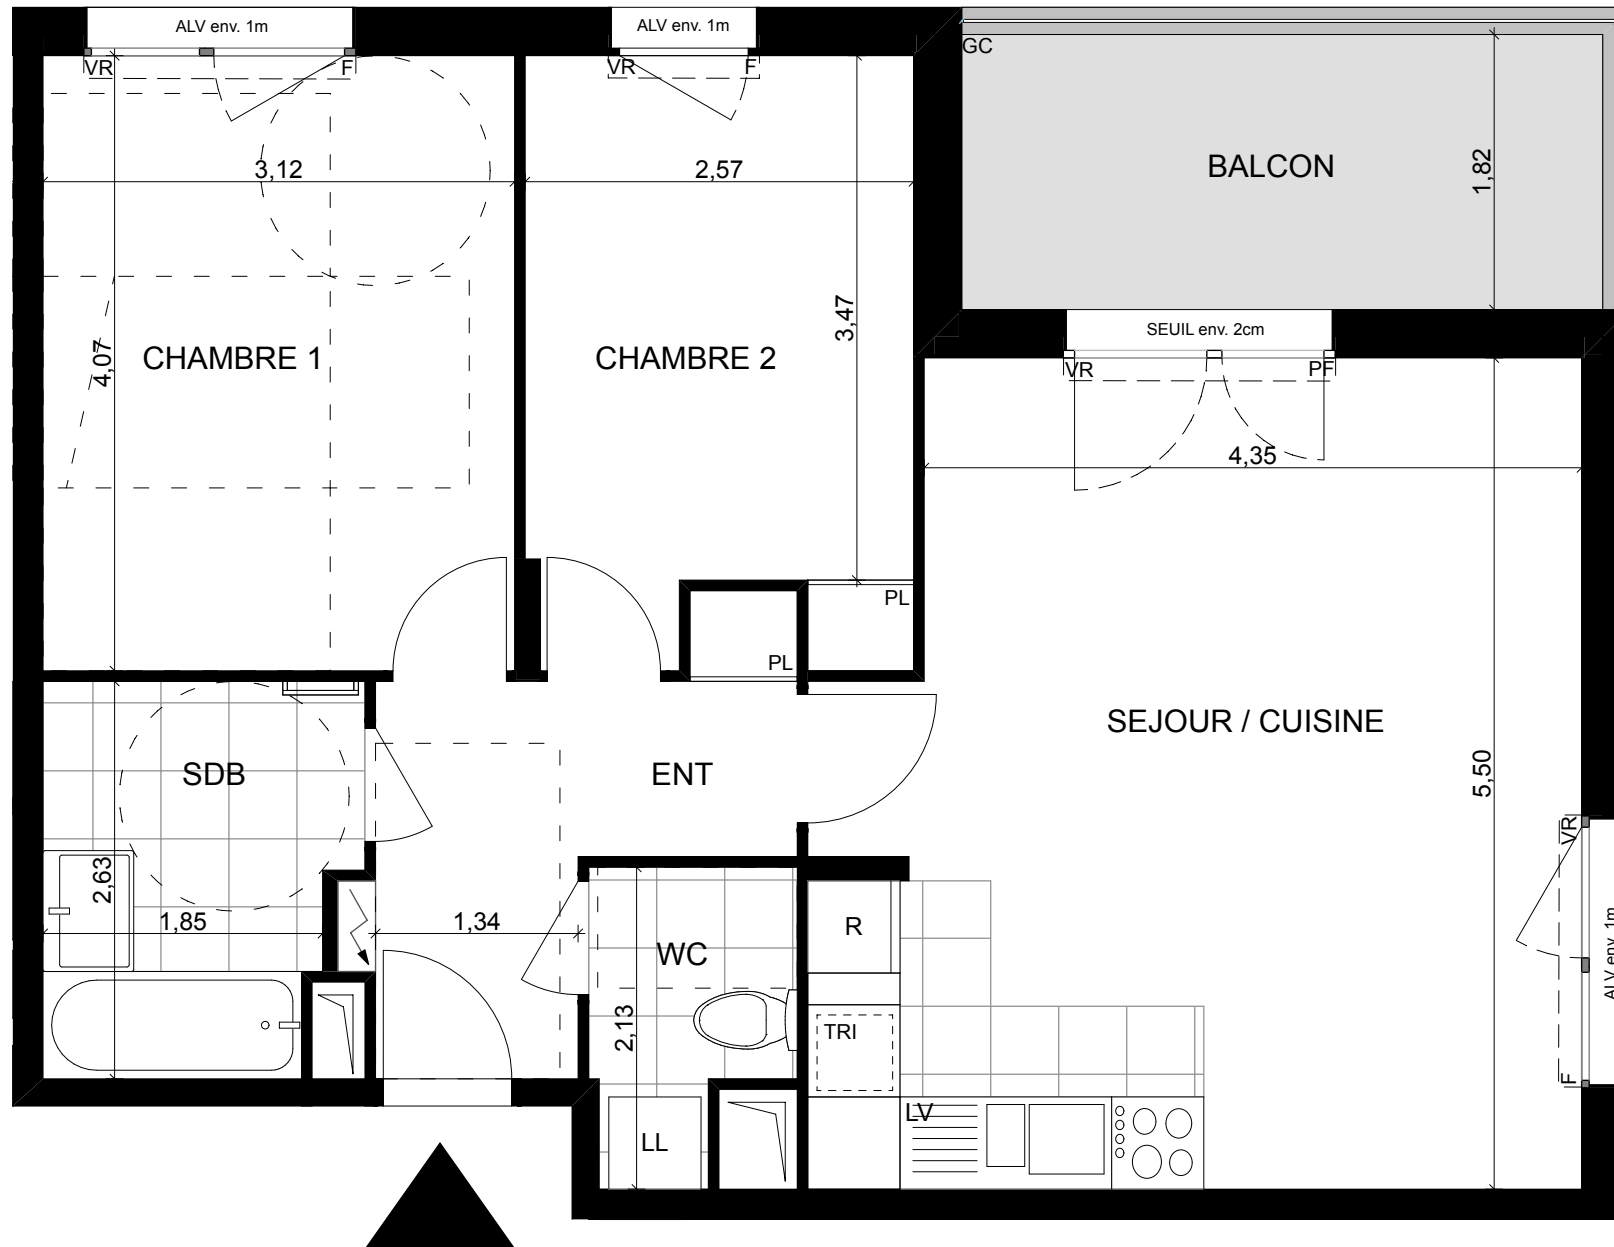 ALV env. 1m
ALV env. 1m
GC
VR
F
VR
F
3,12
2,57
BALCON
1,82
3,47
SEUIL env. 2cm
CHAMBRE 1
CHAMBRE 2
4,07
VR
PF
4,35
PL
PL
SEJOUR / CUISINE
SDB
ENT
5,50
VR
2,63
1,85
1,34
WC
R
ALV env. 1m
2,13
TRI
F
LV
LL